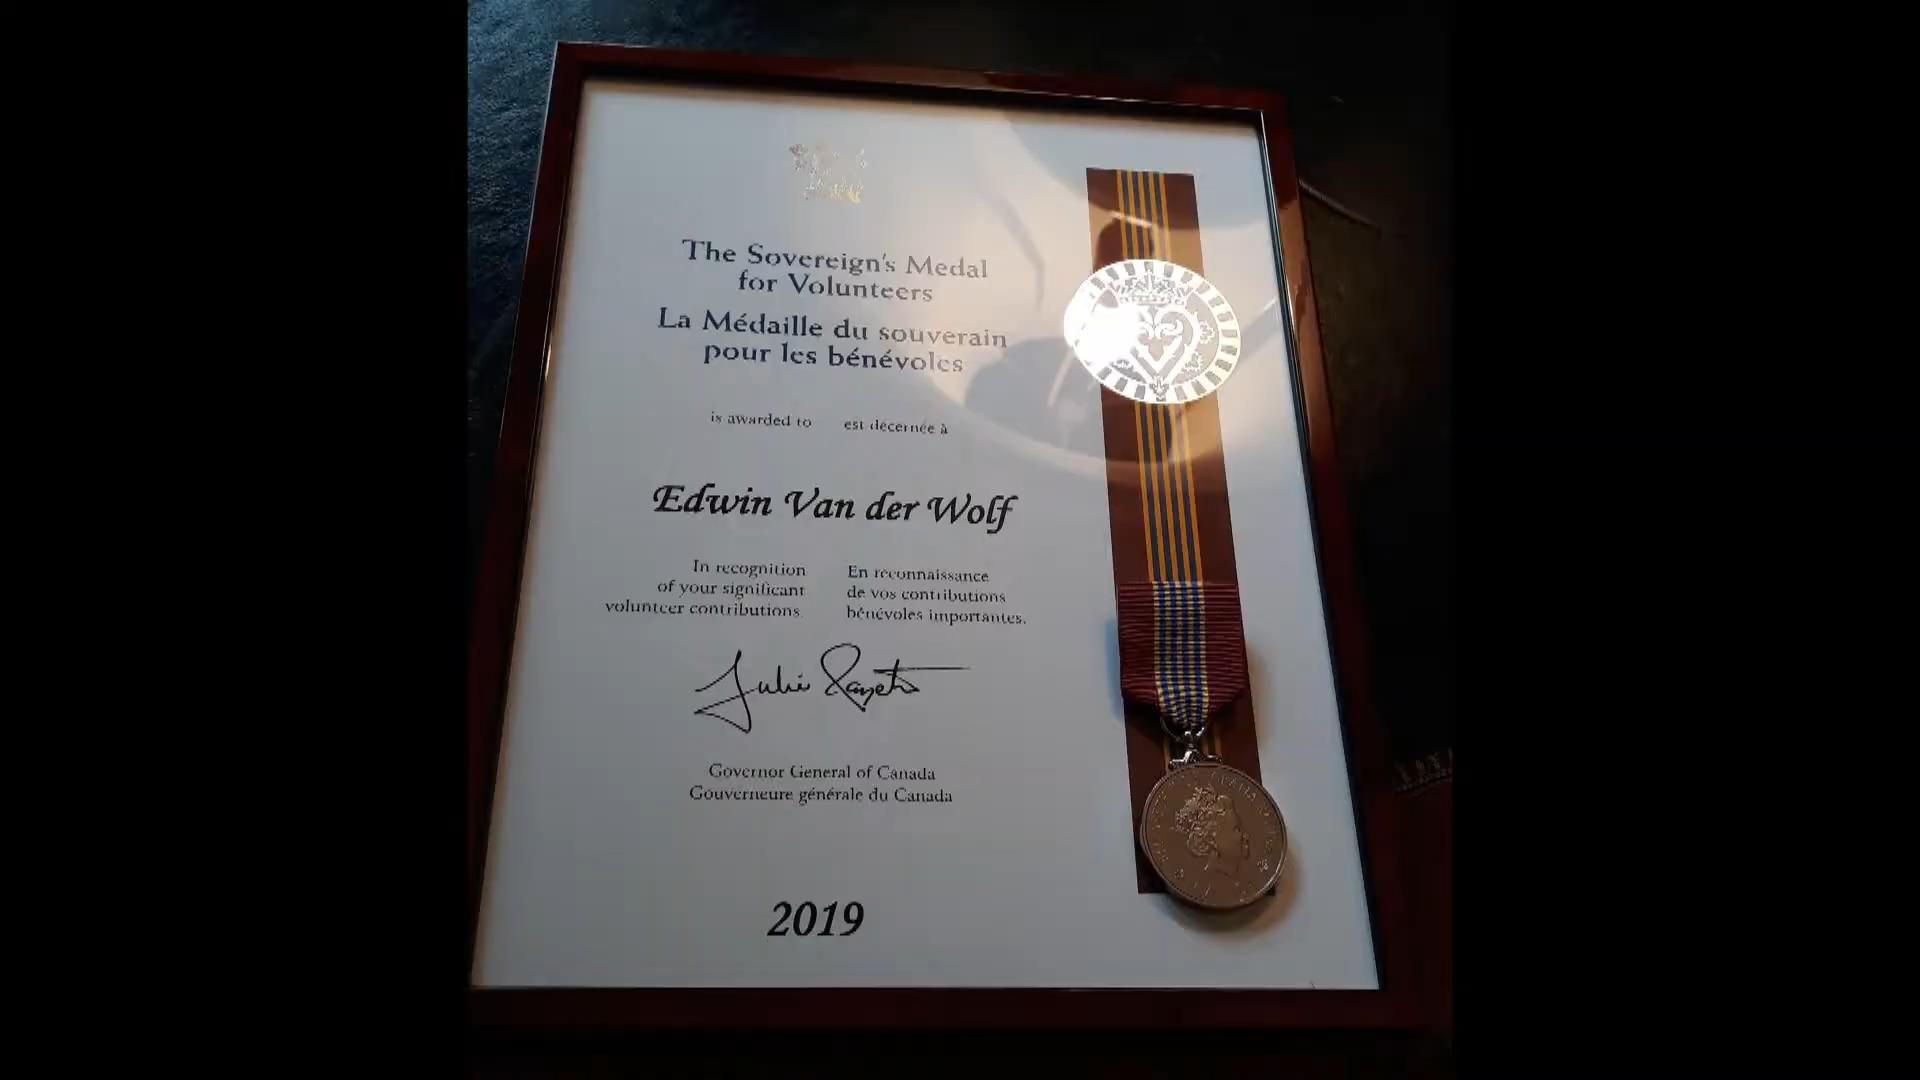 The Sovereign's Medal
for Volunteers
La Médaille du souverain
pour les bénévoles
is awarded to est décernée à
Edwin Van der Wolf
In recognition
of your significant
volunteer contributions.
En reconnaissance
de vos contributions
bénévoles importantes.
Julie Payette
Governor General of Canada
Gouverneure générale du Canada
2019